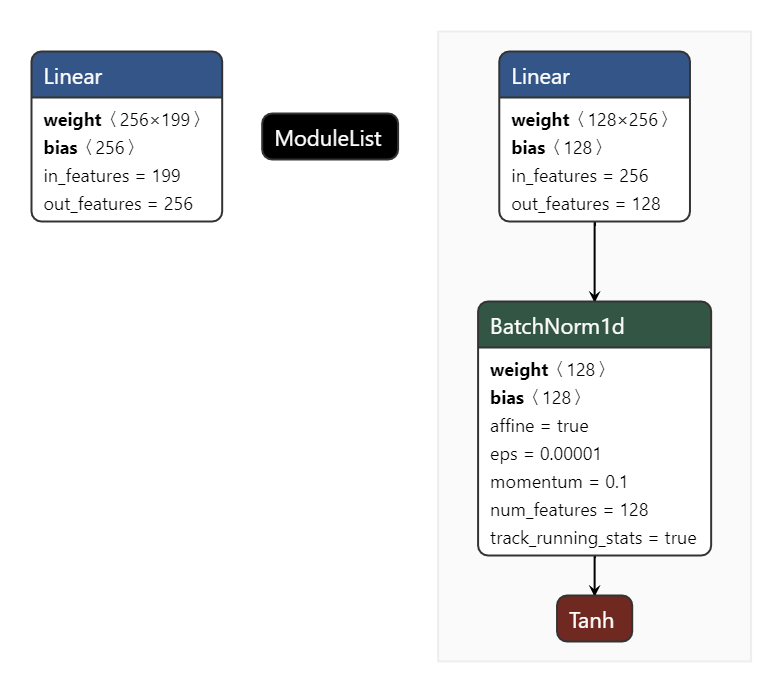 Linear
weight〈256×199〉
bias〈256〉
in_features = 199
out_features = 256
ModuleList
Linear
weight〈128×256〉
bias〈128〉
in_features = 256
out_features = 128
BatchNorm1d
weight〈128〉
bias〈128〉
affine = true
eps = 0.00001
momentum = 0.1
num_features = 128
track_running_stats = true
Tanh